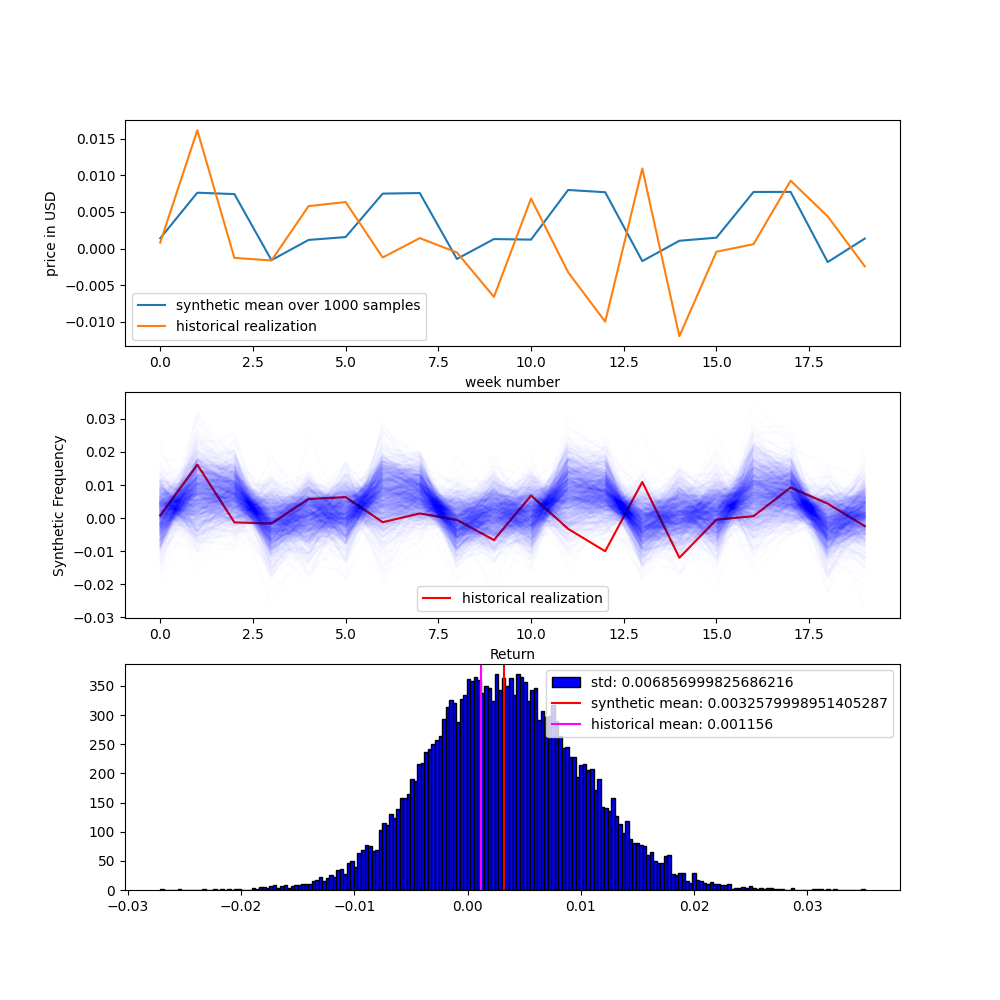 0.015
0.010
0.005
0.000
−0.005
−0.010
price in USD
synthetic mean over 1000 samples
historical realization
0.0 2.5 5.0 7.5 10.0 12.5 15.0 17.5
week number
0.03
0.02
0.01
0.00
−0.01
−0.02
−0.03
Synthetic Frequency
historical realization
0.0 2.5 5.0 7.5 10.0 12.5 15.0 17.5
Return
350
300
250
200
150
100
50
0
std: 0.006856999825686216
synthetic mean: 0.0032579998951405287
historical mean: 0.001156
−0.03 −0.02 −0.01 0.00 0.01 0.02 0.03